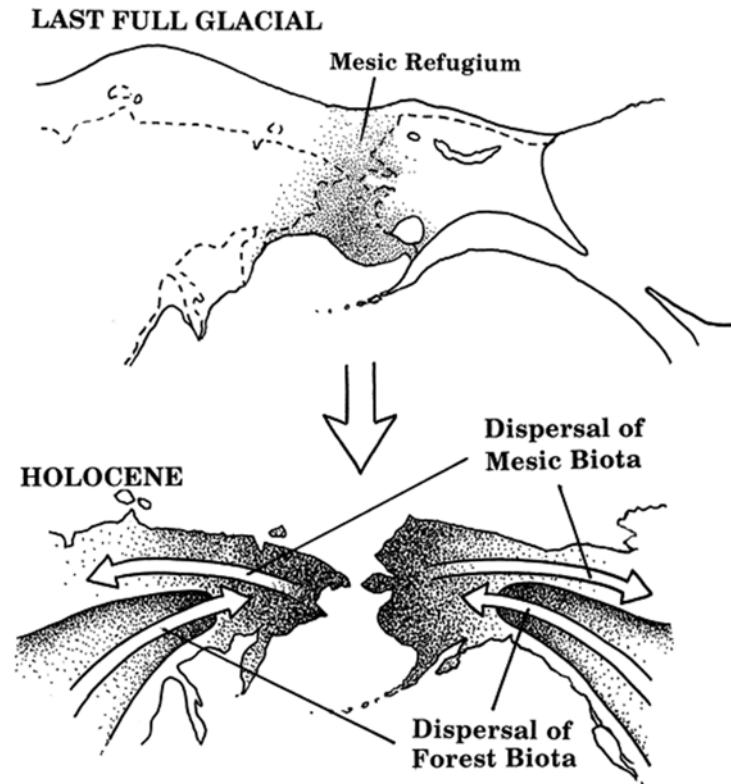 LAST FULL GLACIAL
Mesic Refugium
Dispersal of
Mesic Biota
HOLOCENE
Dispersal of
Forest Biota